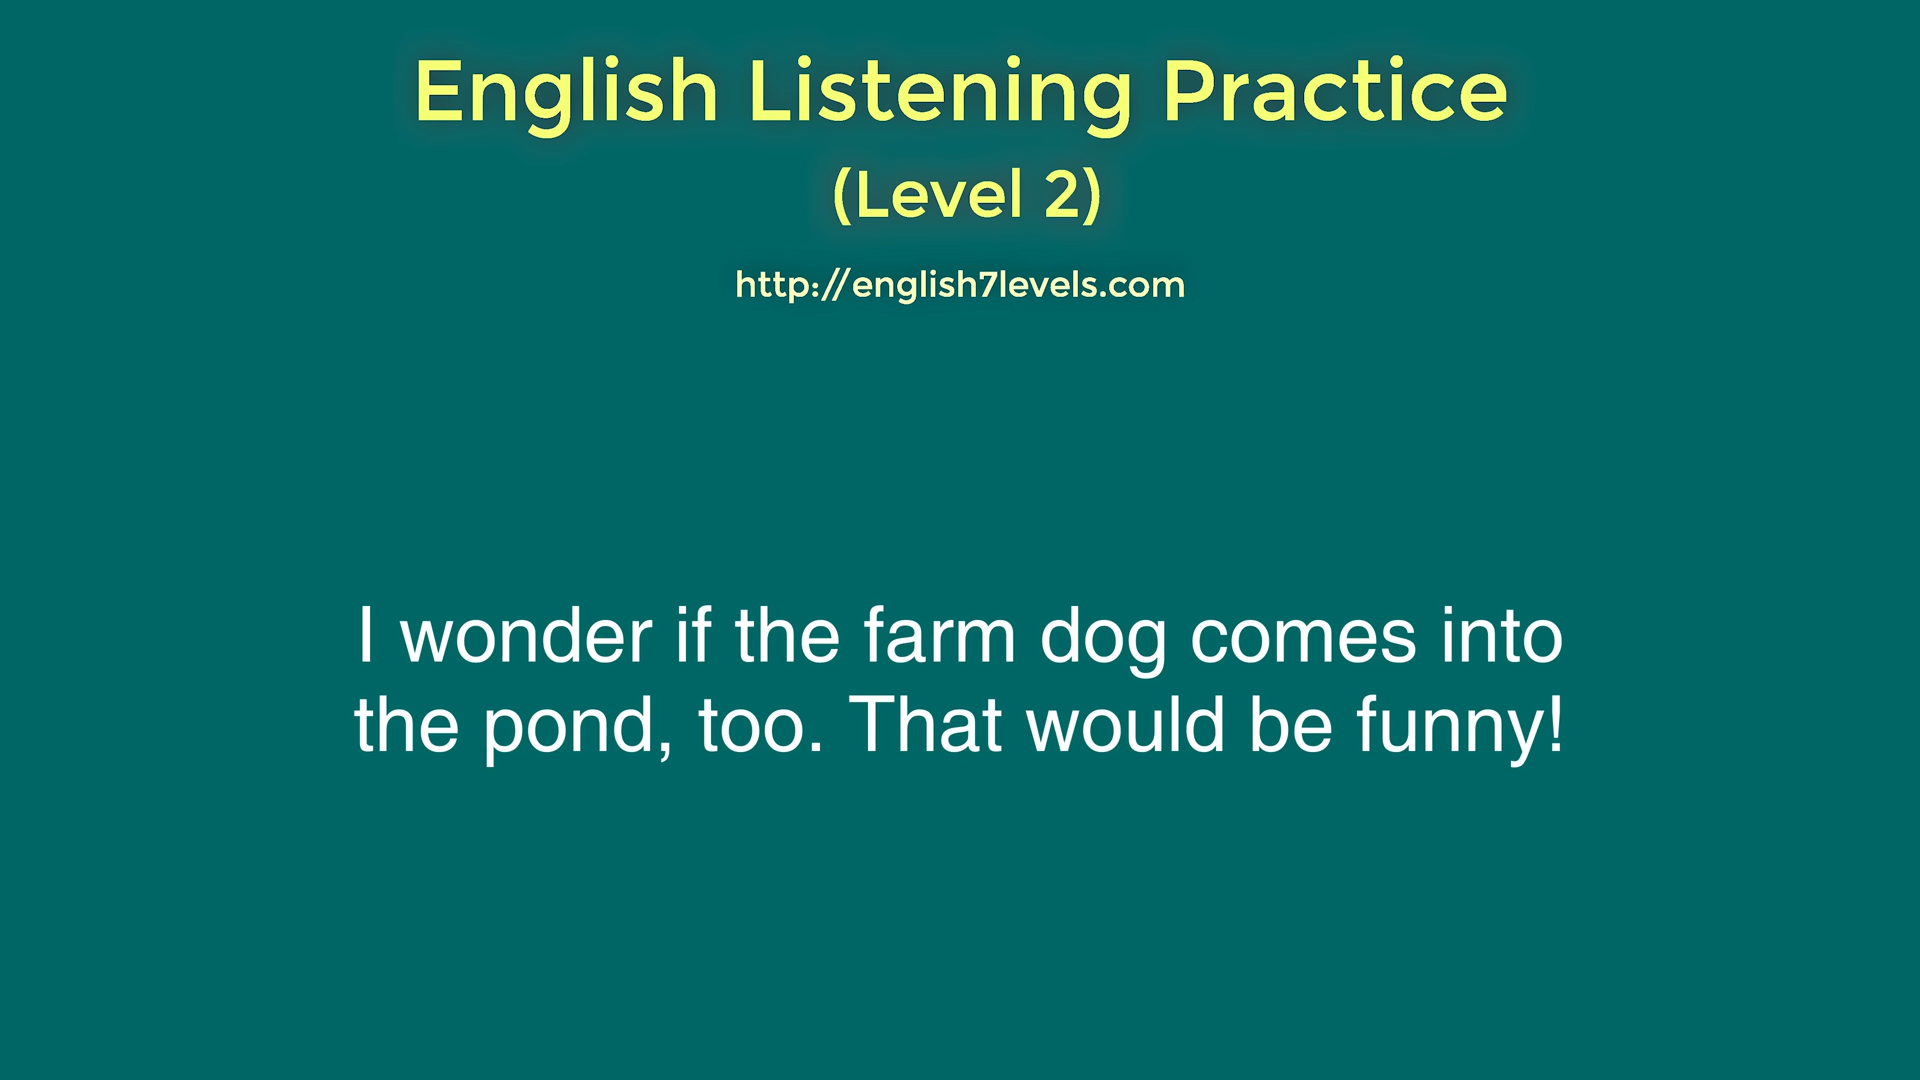 English Listening Practice
(Level 2)
http://english7levels.com
I wonder if the farm dog comes into
the pond, too. That would be funny!